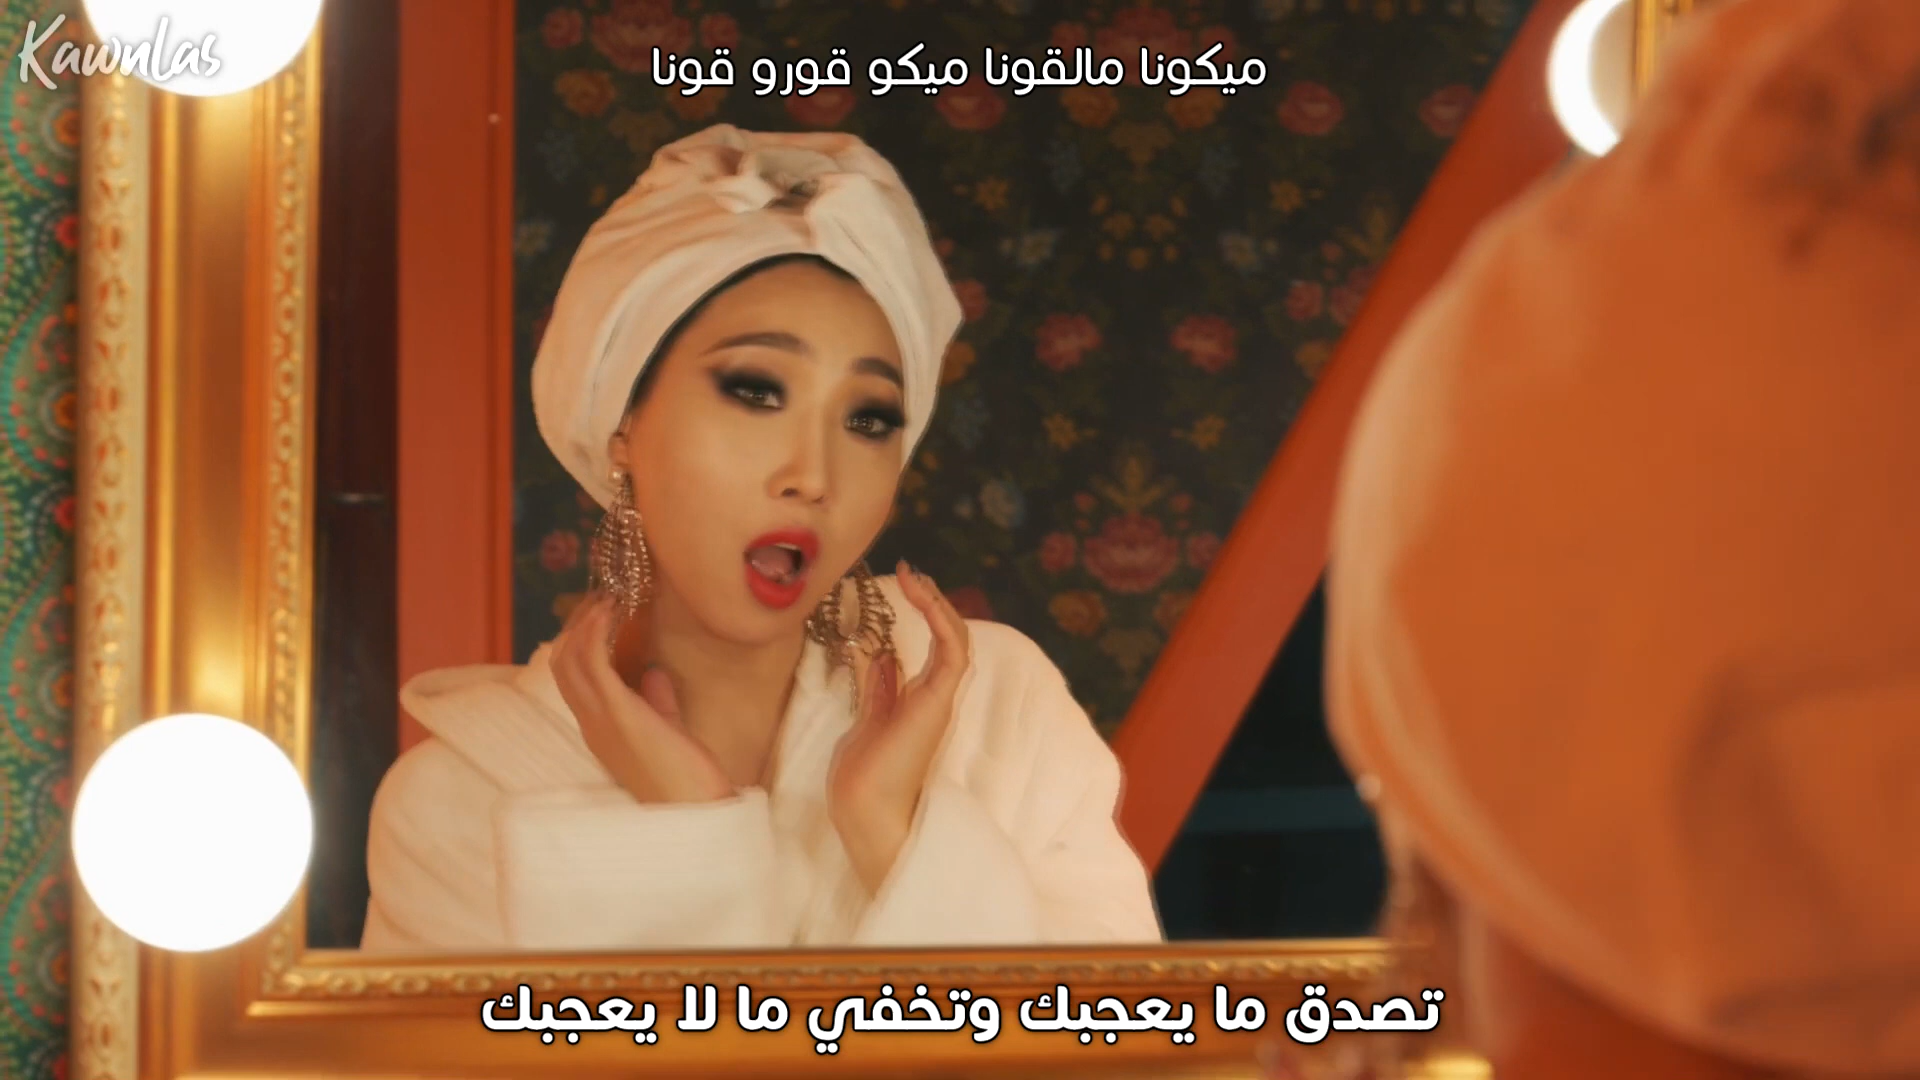 Kawnlas
ميكونا مالقونا ميكو قورو قونا
تصدق ما يعجبك وتخفي ما لا يعجبك